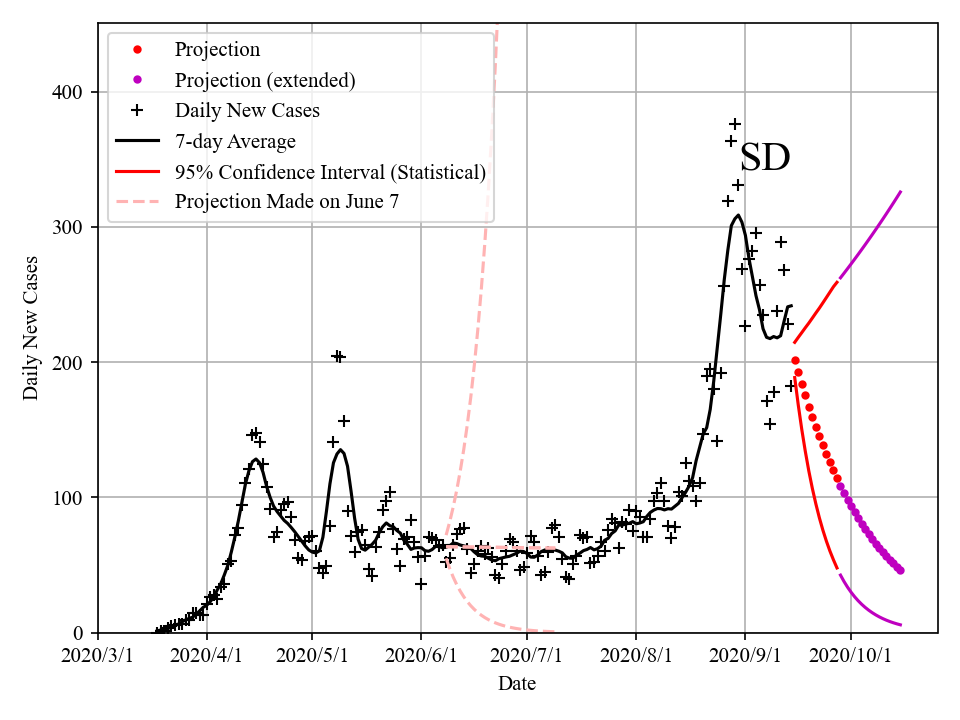 Projection
Projection (extended)
Daily New Cases
7-day Average
95% Confidence Interval (Statistical)
Projection Made on June 7
SD
Daily New Cases
400
300
200
100
0
2020/3/1 2020/4/1 2020/5/1 2020/6/1 2020/7/1 2020/8/1 2020/9/1 2020/10/1
Date